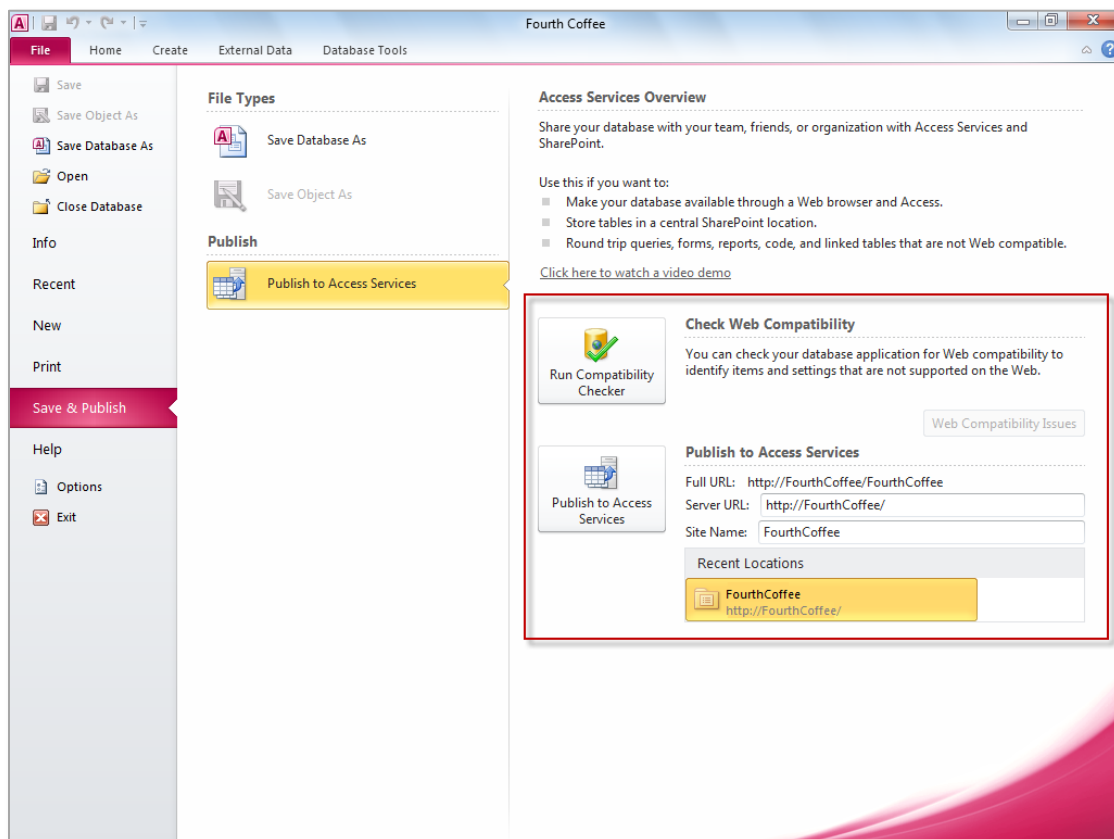 Fourth Coffee
File Home Create External Data Database Tools
Save
Save Object As
Save Database As
Open
Close Database
Info
Recent
New
Print
Save & Publish
Help
Options
Exit
File Types
Save Database As
Save Object As
Publish
Publish to Access Services
Access Services Overview
Share your database with your team, friends, or organization with Access Services and
SharePoint.
Use this if you want to:
Make your database available through a Web browser and Access.
Store tables in a central SharePoint location.
Round trip queries, forms, reports, code, and linked tables that are not Web compatible.
Click here to watch a video demo
Run Compatibility
Checker
Check Web Compatibility
You can check your database application for Web compatibility to
identify items and settings that are not supported on the Web.
Web Compatibility Issues
Publish to Access
Services
Publish to Access Services
Full URL: http://FourthCoffee/FourthCoffee
Server URL: http://FourthCoffee/
Site Name: FourthCoffee
Recent Locations
FourthCoffee
http://FourthCoffee/